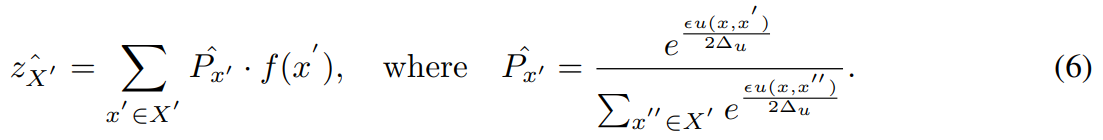 $\hat{z_{X'}} = \sum_{x' \in X'} \hat{P_{x'}} \cdot f(x'), \quad \text{where} \quad \hat{P_{x'}} = \frac{e^{\frac{\epsilon u(x,x')}{2\Delta_u}}}{\sum_{x'' \in X'} e^{\frac{\epsilon u(x,x'')}{2\Delta_u}}}. \quad (6)$